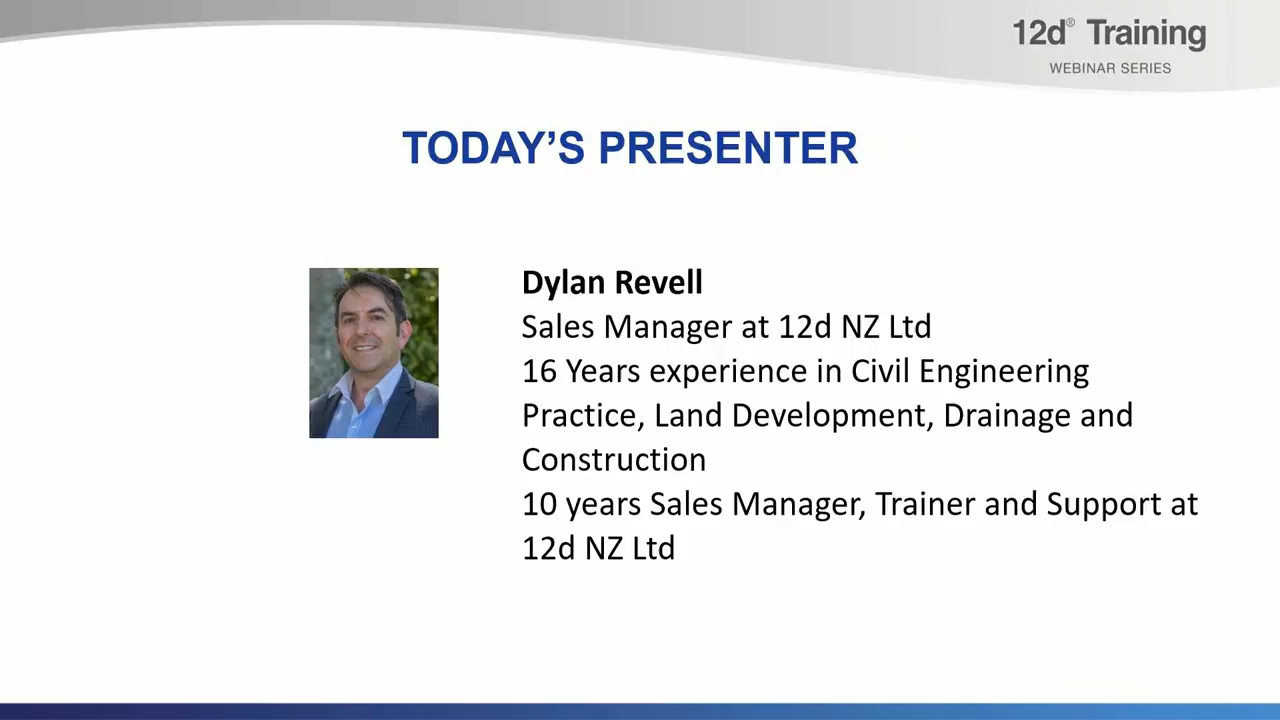 12d® Training
WEBINAR SERIES
TODAY’S PRESENTER
Dylan Revell
Sales Manager at 12d NZ Ltd
16 Years experience in Civil Engineering
Practice, Land Development, Drainage and
Construction
10 years Sales Manager, Trainer and Support at
12d NZ Ltd